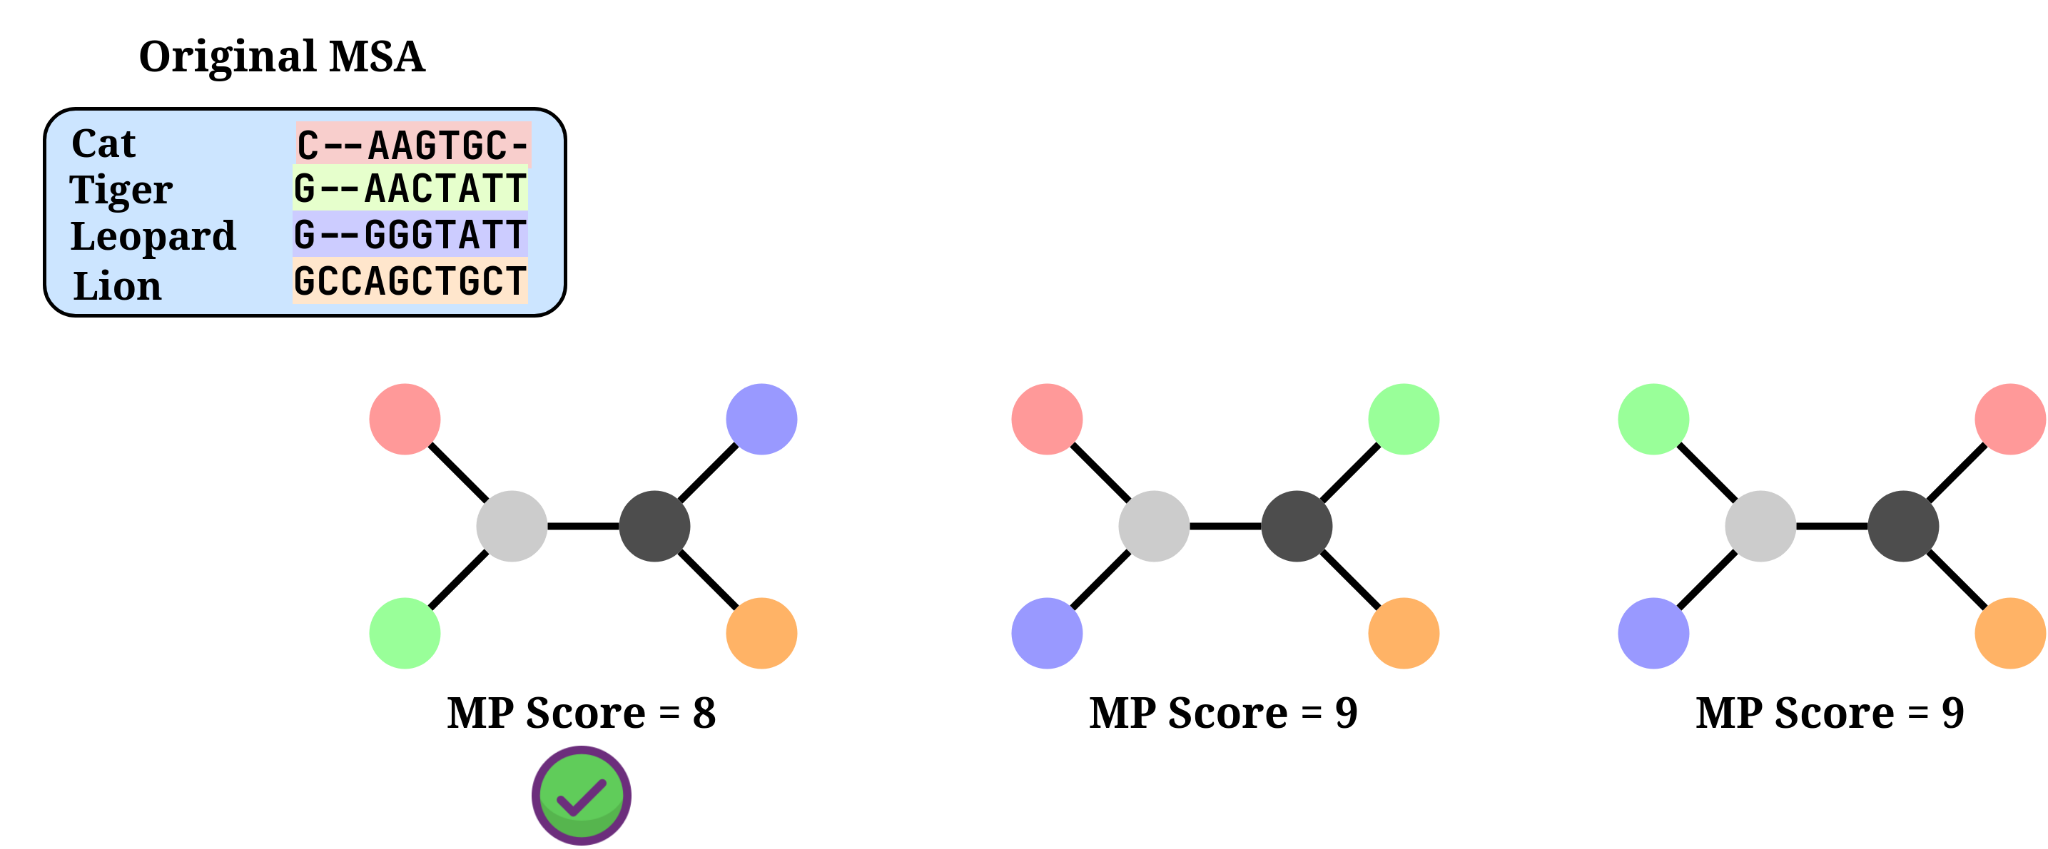 Original MSA
Cat C--AAGTGC-
Tiger G--AACTATT
Leopard G--GGGTATT
Lion GCCAGCTGCT
MP Score = 8
MP Score = 9
MP Score = 9